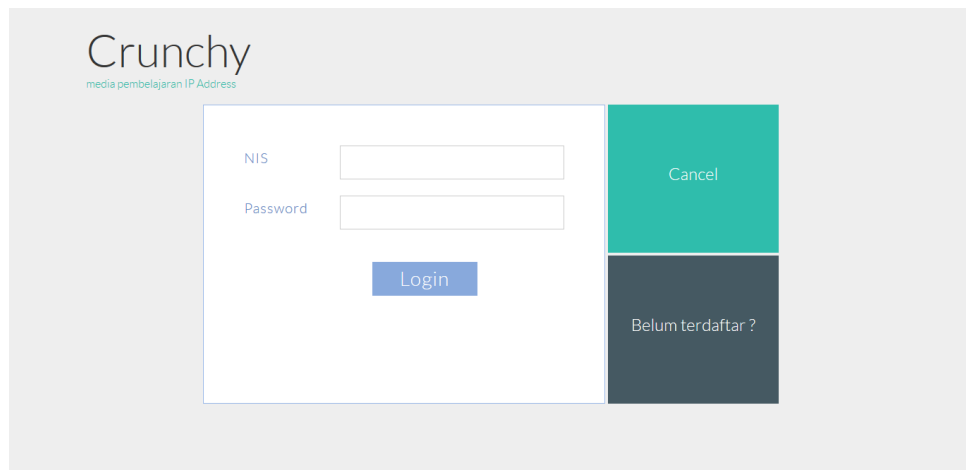 Crunchy
media pembelajaran IP Address
NIS
Password
Login
Cancel
Belum terdaftar ?